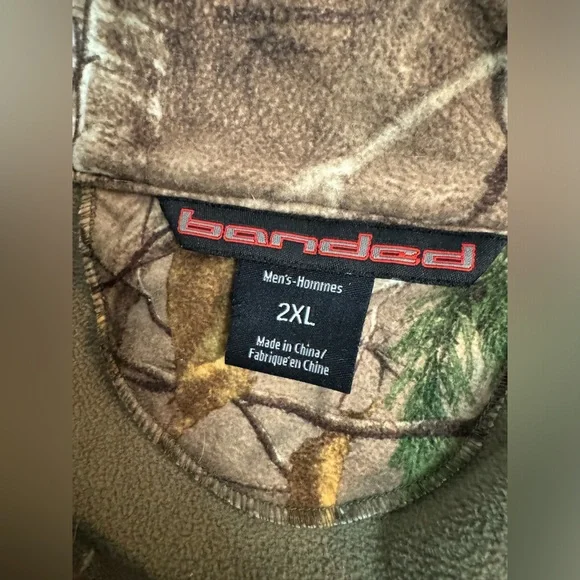 banded
Men's-Hommes
2XL
Made in China/
Fabrique'en Chine